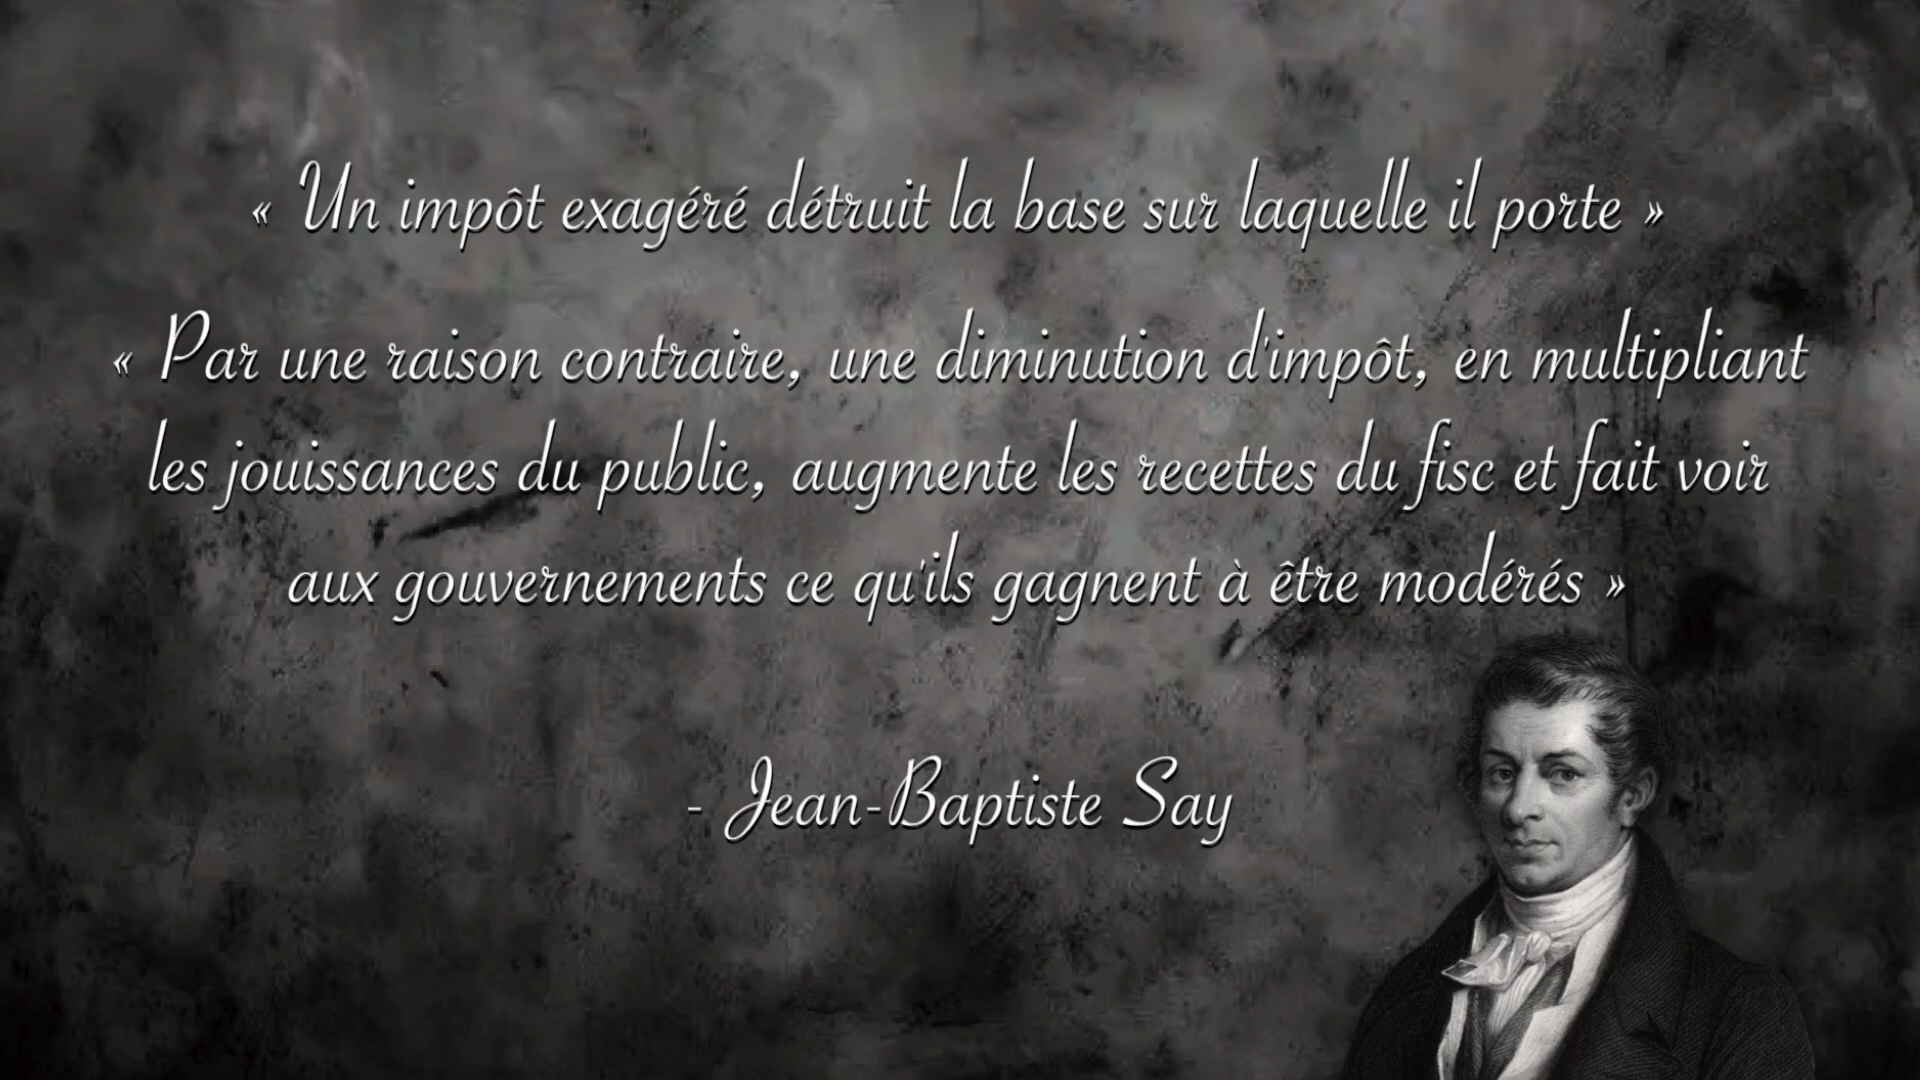 « Un impôt exagéré détruit la base sur laquelle il porte »
« Par une raison contraire, une diminution d'impôt, en multipliant
les jouissances du public, augmente les recettes du fisc et fait voir
aux gouvernements ce qu'ils gagnent à être modérés »
- Jean-Baptiste Say